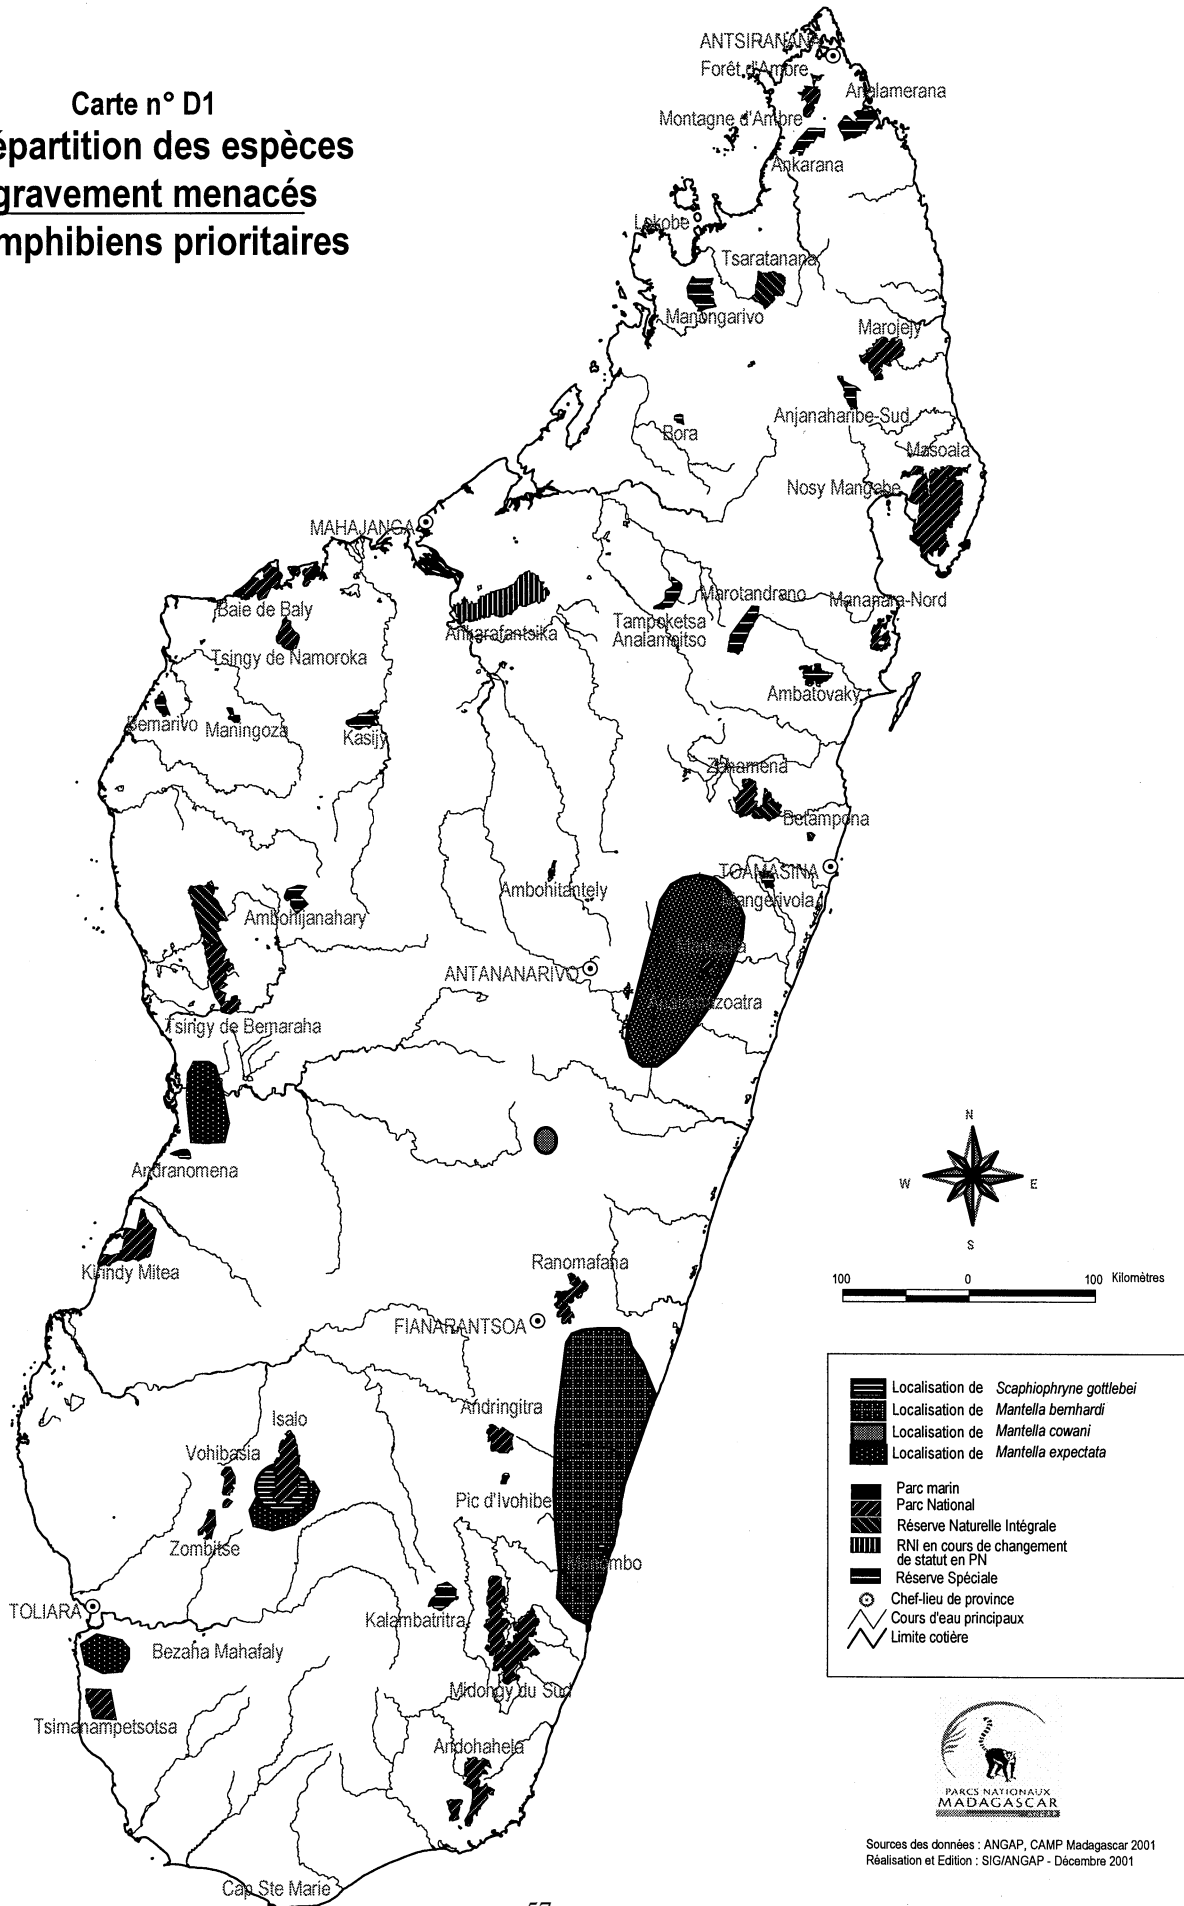 Carte n° D1
épartition des espèces
gravement menacés
mphibiens prioritaires
ANTSIRANANA
Forêt d'Ambre
Analamerana
Montagne d'Ambre
Ankarana
Lokobe
Tsaratanana
Manongarivo
Marojejy
Anjanaharibe-Sud
Bora
Masoala
Nosy Mangabe
MAHAJANGA
Baie de Baly
Ankarafantsika
Tampoketsa
Analamaitso
Marotandrano
Mananara-Nord
Tsingy de Namoroka
Ambatovaky
Bemarivo
Maningoza
Kasijy
Zahamena
Betampona
TOAMASINA
Mangerivola
Ambohitantely
Ambohijanahary
ANTANANARIVO
Tsingy de Bemaraha
Andranomena
Kirindy Mitea
Ranomafana
FIANARANTSOA
Andringitra
Isalo
Vohibasia
Pic d'Ivohibe
Zombitse
TOLIARA
Kalambatritra
Bezaha Mahafaly
Midongy du Sud
Tsimanampetsotsa
Andohahela
Cap Ste Marie
N
W
E
S
100 0 100 Kilomètres
Localisation de Scaphiophryne gottlebei
Localisation de Mantella bernhardi
Localisation de Mantella cowani
Localisation de Mantella expectata
Parc marin
Parc National
Réserve Naturelle Intégrale
RNI en cours de changement
de statut en PN
Réserve Spéciale
Chef-lieu de province
Cours d'eau principaux
Limite cotière
PARCS NATIONAUX
MADAGASCAR
Sources des données : ANGAP, CAMP Madagascar 2001
Réalisation et Edition : SIG/ANGAP - Décembre 2001